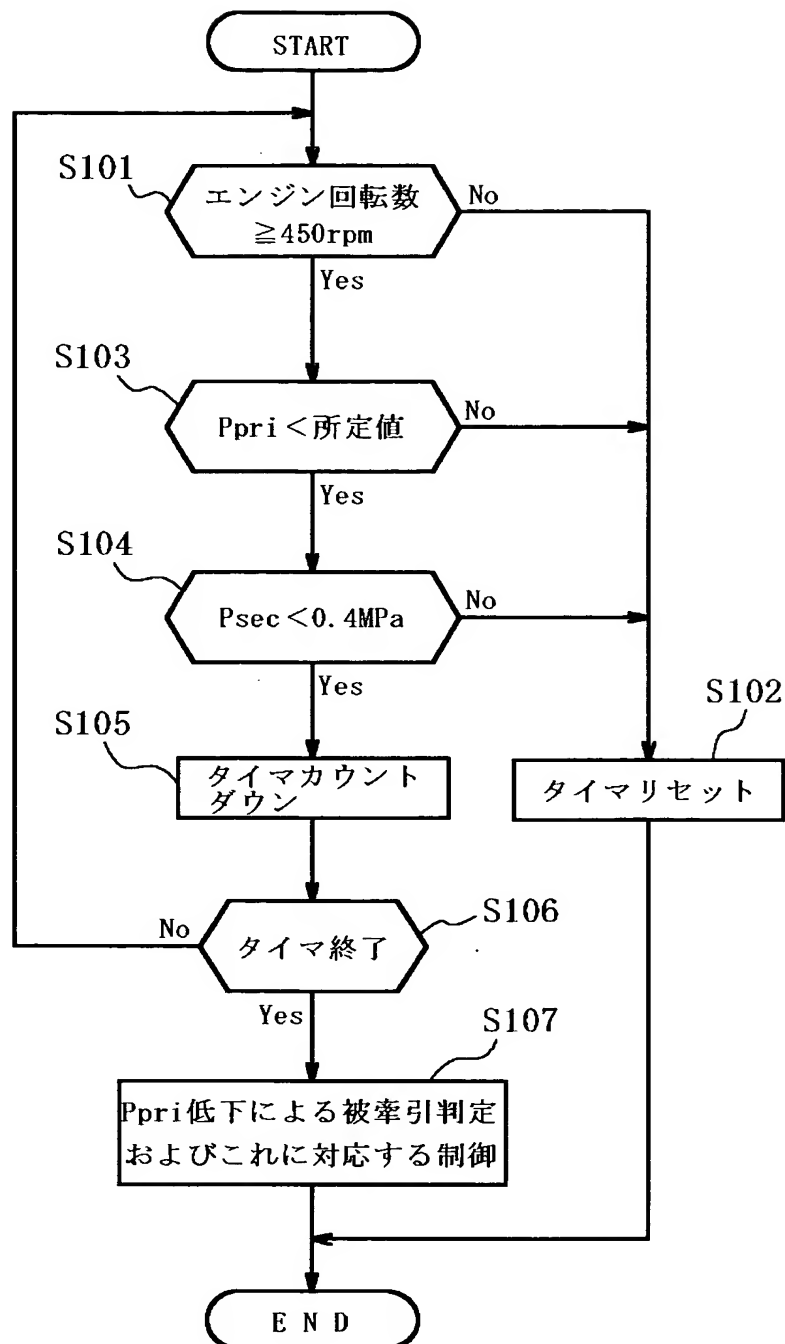 START
S101
エンジン回転数
≧450rpm
No
Yes
S103
Ppri<所定値
No
Yes
S104
Psec<0.4MPa
No
Yes
S105
タイマカウント
ダウン
S102
タイマリセット
S106
タイマ終了
No
Yes
S107
Ppri低下による被牽引判定
およびこれに対応する制御
END